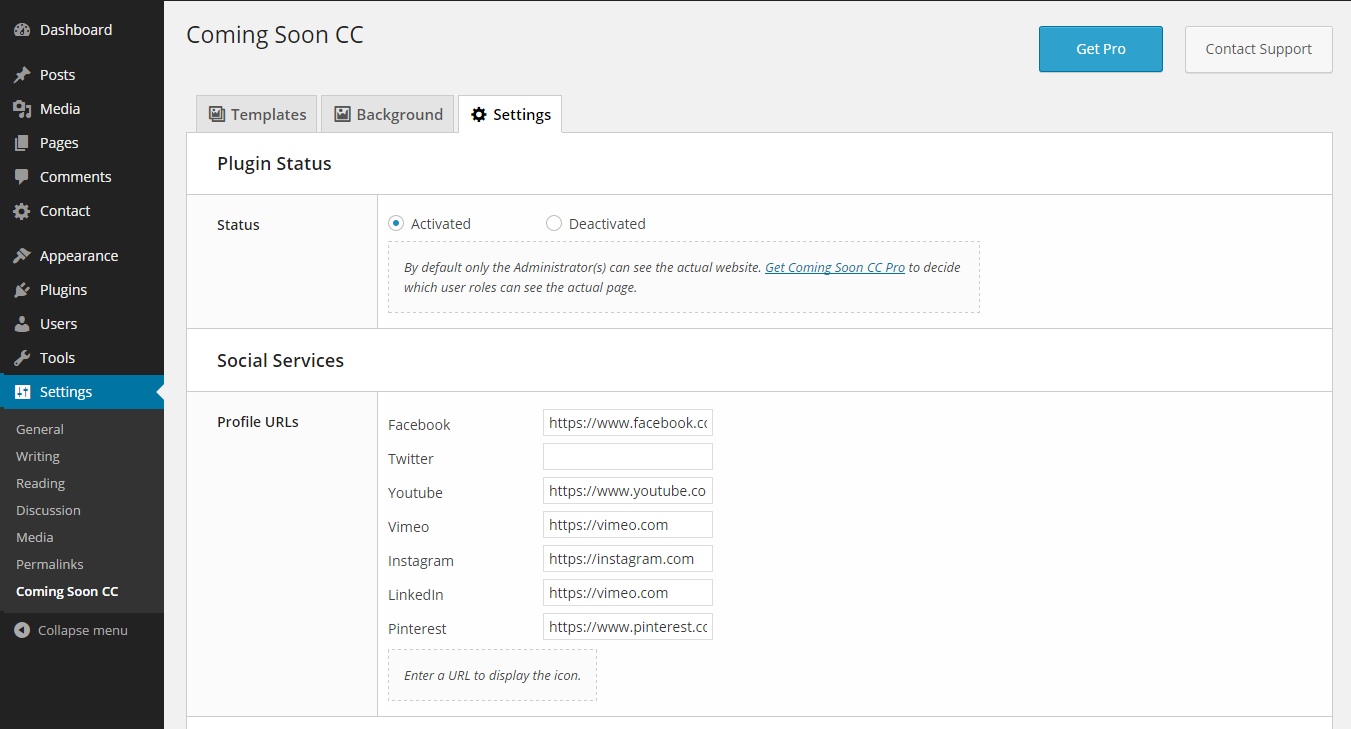 Dashboard
Posts
Media
Pages
Comments
Contact
Appearance
Plugins
Users
Tools
Settings
General
Writing
Reading
Discussion
Media
Permalinks
Coming Soon CC
Collapse menu
Coming Soon CC
Get Pro
Contact Support
Templates
Background
Settings
Plugin Status
Status
Activated
Deactivated
By default only the Administrator(s) can see the actual website. Get Coming Soon CC Pro to decide
which user roles can see the actual page.
Social Services
Profile URLs
Facebook https://www.facebook.co
Twitter
Youtube https://www.youtube.co
Vimeo https://vimeo.com
Instagram https://instagram.com
LinkedIn https://vimeo.com
Pinterest https://www.pinterest.cc
Enter a URL to display the icon.